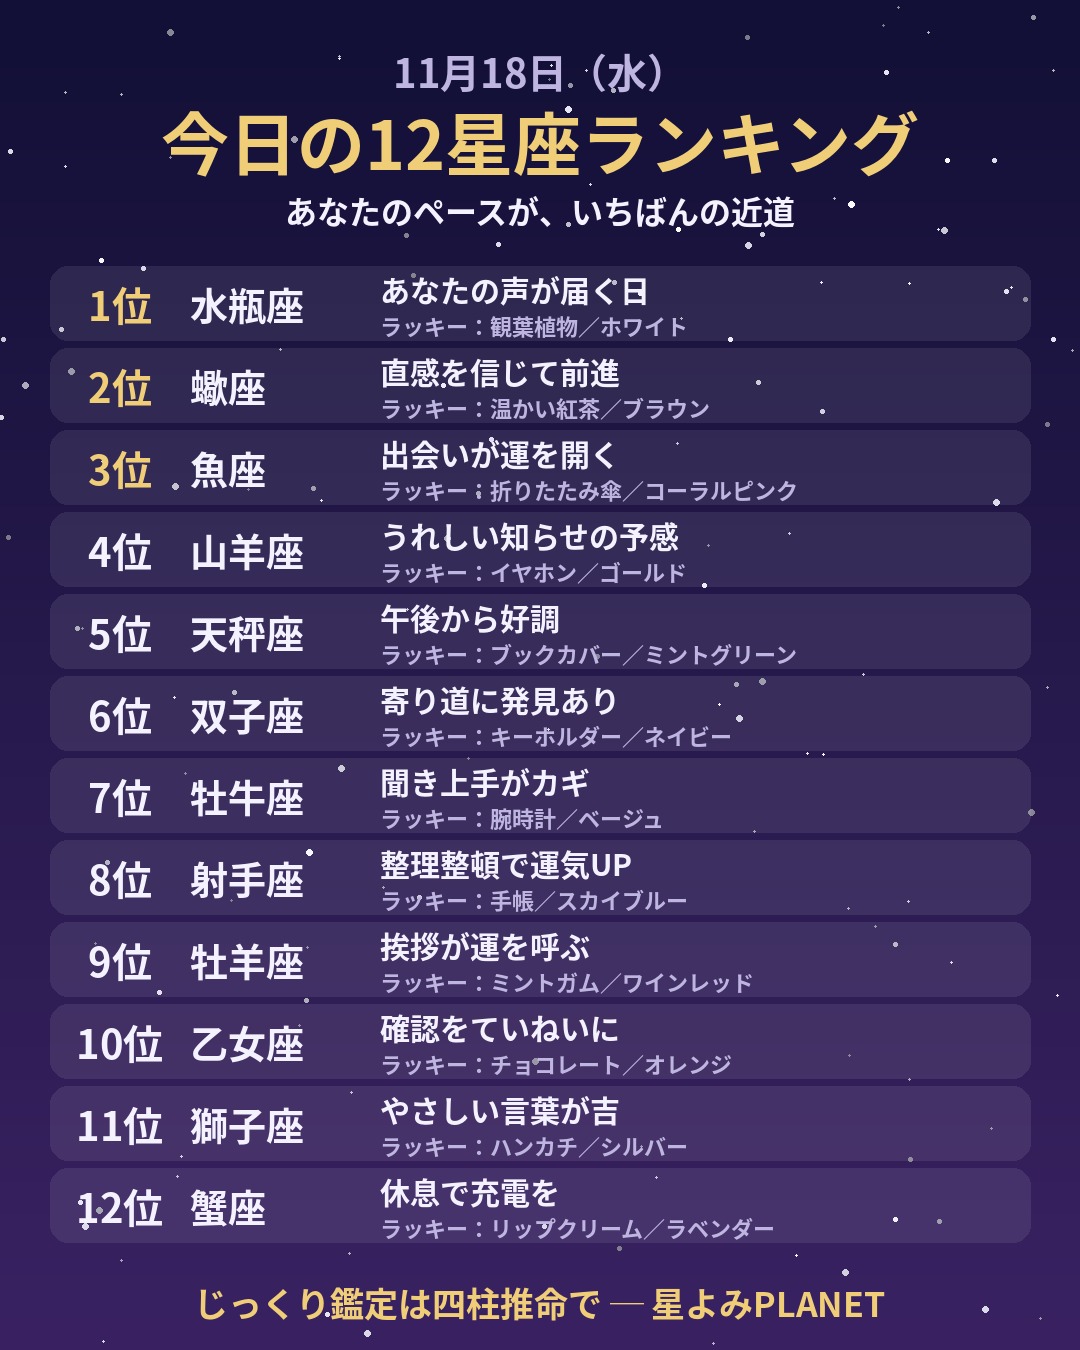 11月18日（水）
今日の12星座ランキング
あなたのペースが、いちばんの近道
1位 水瓶座 あなたの声が届く日
ラッキー：観葉植物／ホワイト
2位 蠍座 直感を信じて前進
ラッキー：温かい紅茶／ブラウン
3位 魚座 出会いが運を開く
ラッキー：折りたたみ傘／コーラルピンク
4位 山羊座 うれしい知らせの予感
ラッキー：イヤホン／ゴールド
5位 天秤座 午後から好調
ラッキー：ブックカバー／ミントグリーン
6位 双子座 寄り道に発見あり
ラッキー：キーホルダー／ネイビー
7位 牡牛座 聞き上手がカギ
ラッキー：腕時計／ベージュ
8位 射手座 整理整頓で運気UP
ラッキー：手帳／スカイブルー
9位 牡羊座 挨拶が運を呼ぶ
ラッキー：ミントガム／ワインレッド
10位 乙女座 確認をていねいに
ラッキー：チョコレート／オレンジ
11位 獅子座 やさしい言葉が吉
ラッキー：ハンカチ／シルバー
12位 蟹座 休息で充電を
ラッキー：リップクリーム／ラベンダー
じっくり鑑定は四柱推命で ― 星よみPLANET